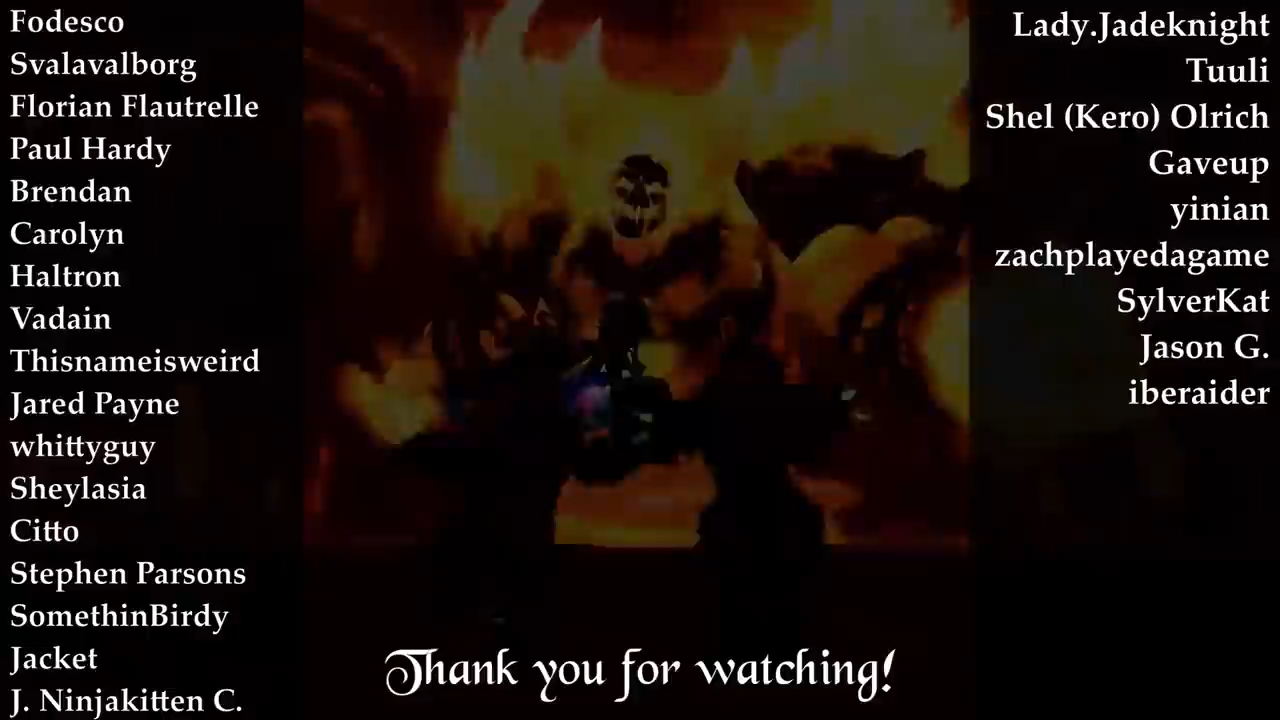 Fodesco
Svalavalborg
Florian Flautrelle
Paul Hardy
Brendan
Carolyn
Haltron
Vadain
Thisnameisweird
Jared Payne
whittyguy
Sheylasia
Citto
Stephen Parsons
SomethinBirdy
Jacket
J. Ninjakitten C.
Lady.Jadeknight
Tuuli
Shel (Kero) Olrich
Gaveup
yinian
zachplayedagame
SylverKat
Jason G.
iberaider
Thank you for watching!